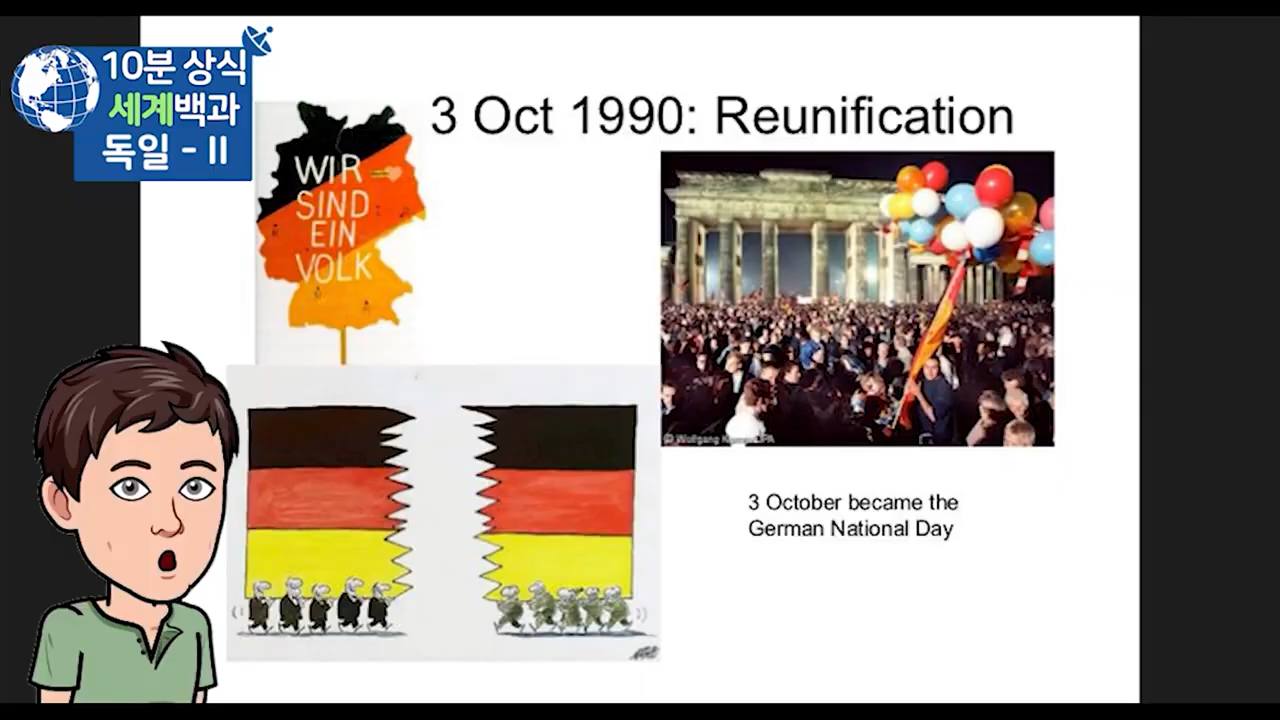 10분 상식
세계백과
독일 - II
3 Oct 1990: Reunification
WIR
SIND
EIN
VOLK
© Wolfgang
3 October became the
German National Day